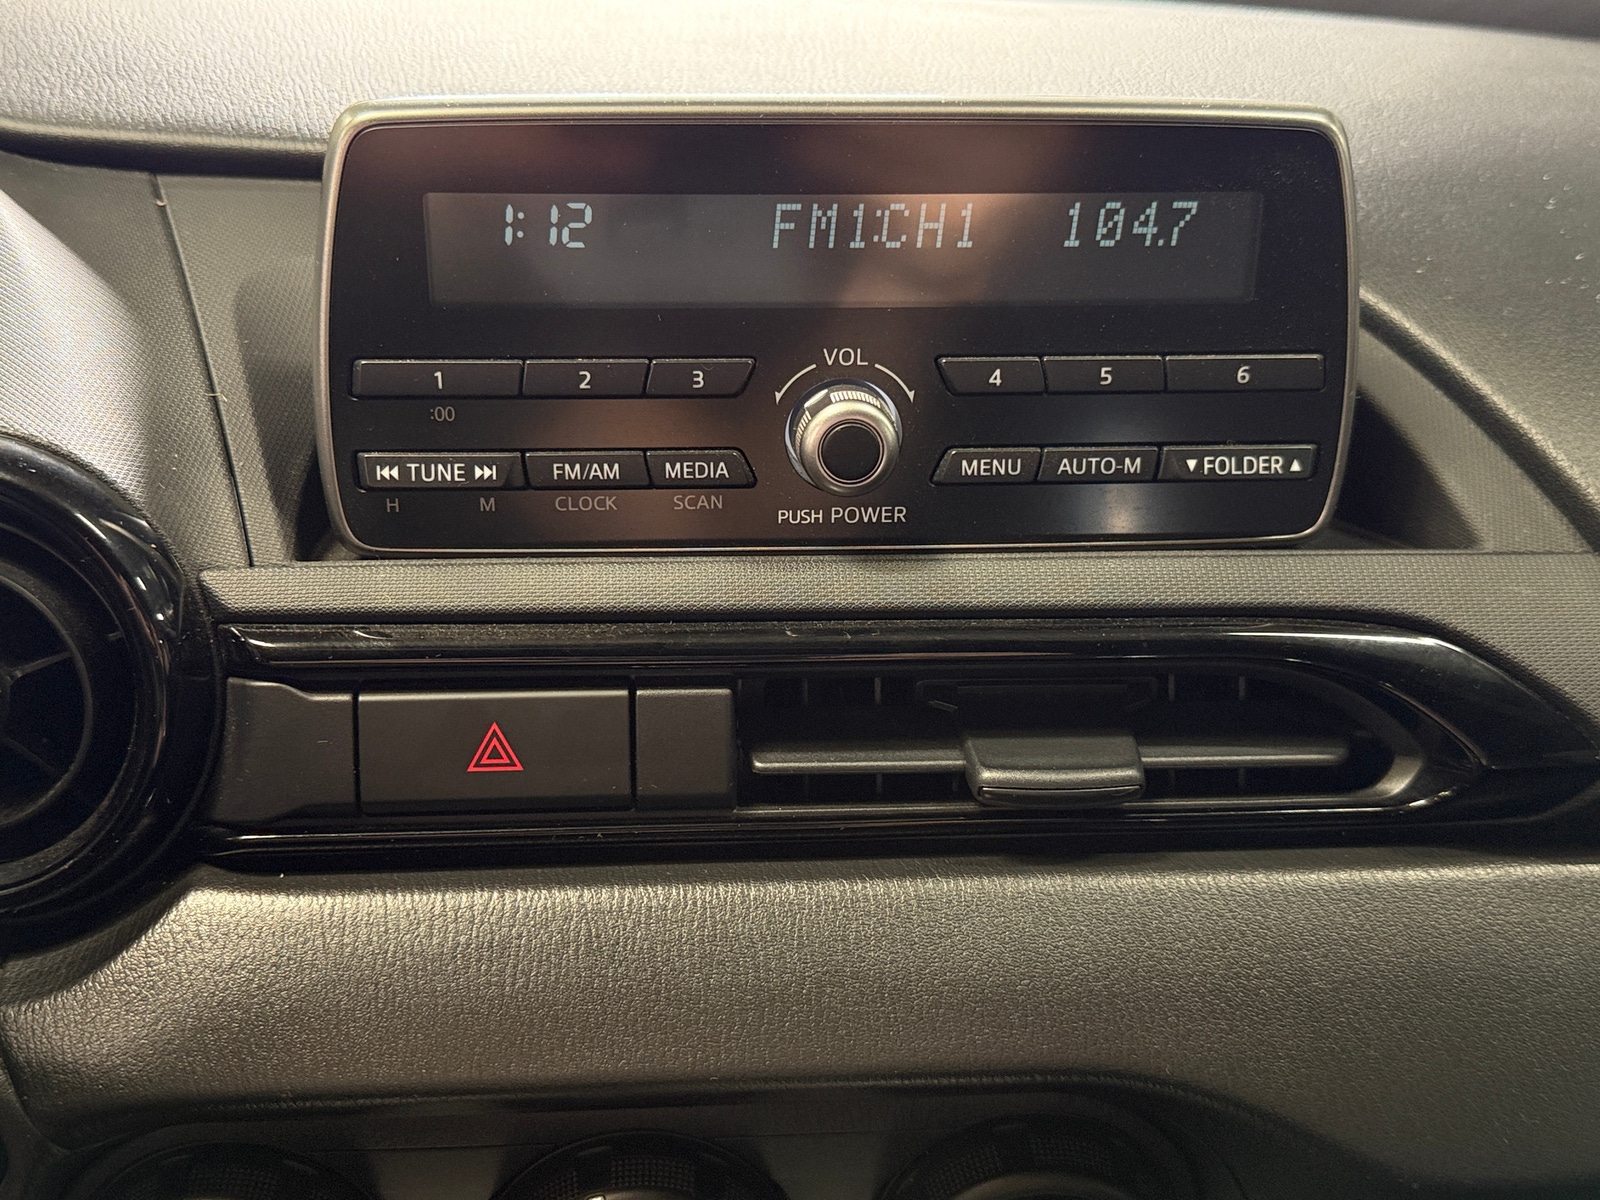 1:12 FM1:CH1 104.7
VOL
1 2 3 4 5 6
:00
⏮ TUNE ⏭ FM/AM MEDIA MENU AUTO-M ▼FOLDER▲
H M CLOCK SCAN
PUSH POWER